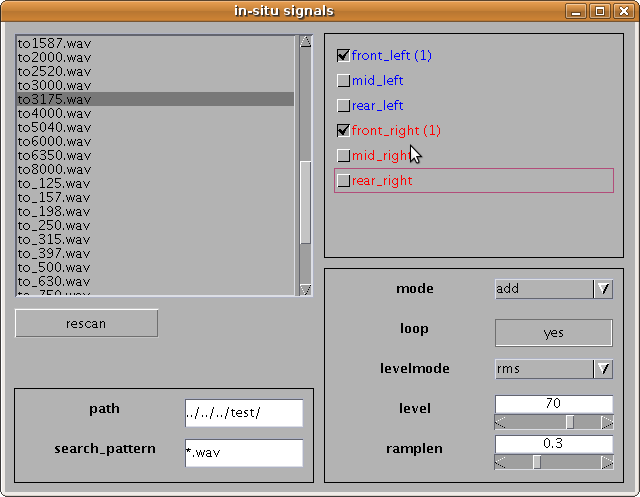 in-situ signals
to1587.wav
to2000.wav
to2520.wav
to3000.wav
to3175.wav
to4000.wav
to5040.wav
to6000.wav
to6350.wav
to8000.wav
to_125.wav
to_157.wav
to_198.wav
to_250.wav
to_315.wav
to_397.wav
to_500.wav
to_630.wav
to_750.wav
rescan
path
../../../test/
search_pattern
*.wav
front_left (1)
mid_left
rear_left
front_right (1)
mid_right
rear_right
mode
add
loop
yes
levelmode
rms
level
70
ramplen
0.3